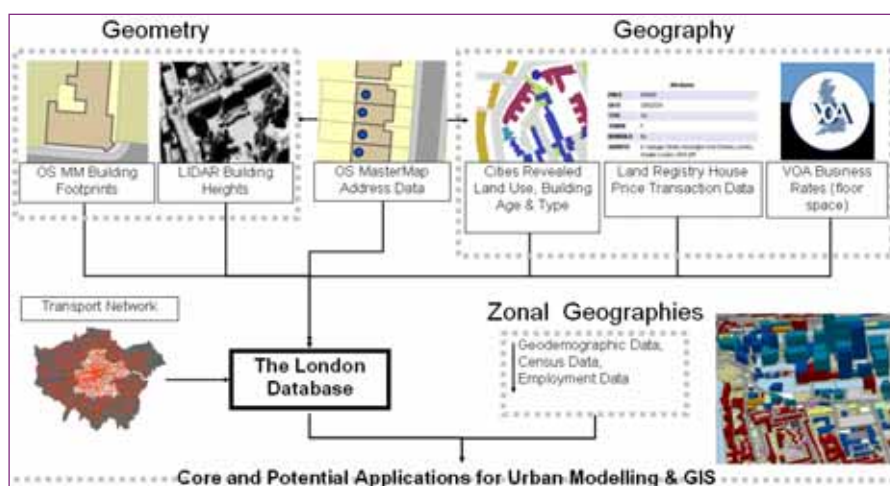 Geometry
Geography
OS MM Building
Footprints
LIDAR Building
Heights
OS MasterMap
Address Data
Cities Revealed
Land Use, Building
Age & Type
Land Registry House
Price Transaction Data
VOA
VOA Business
Rates (floor
space)
Transport Network
The London
Database
Zonal Geographies
Geodemographic Data,
Census Data,
Employment Data
Core and Potential Applications for Urban Modelling & GIS